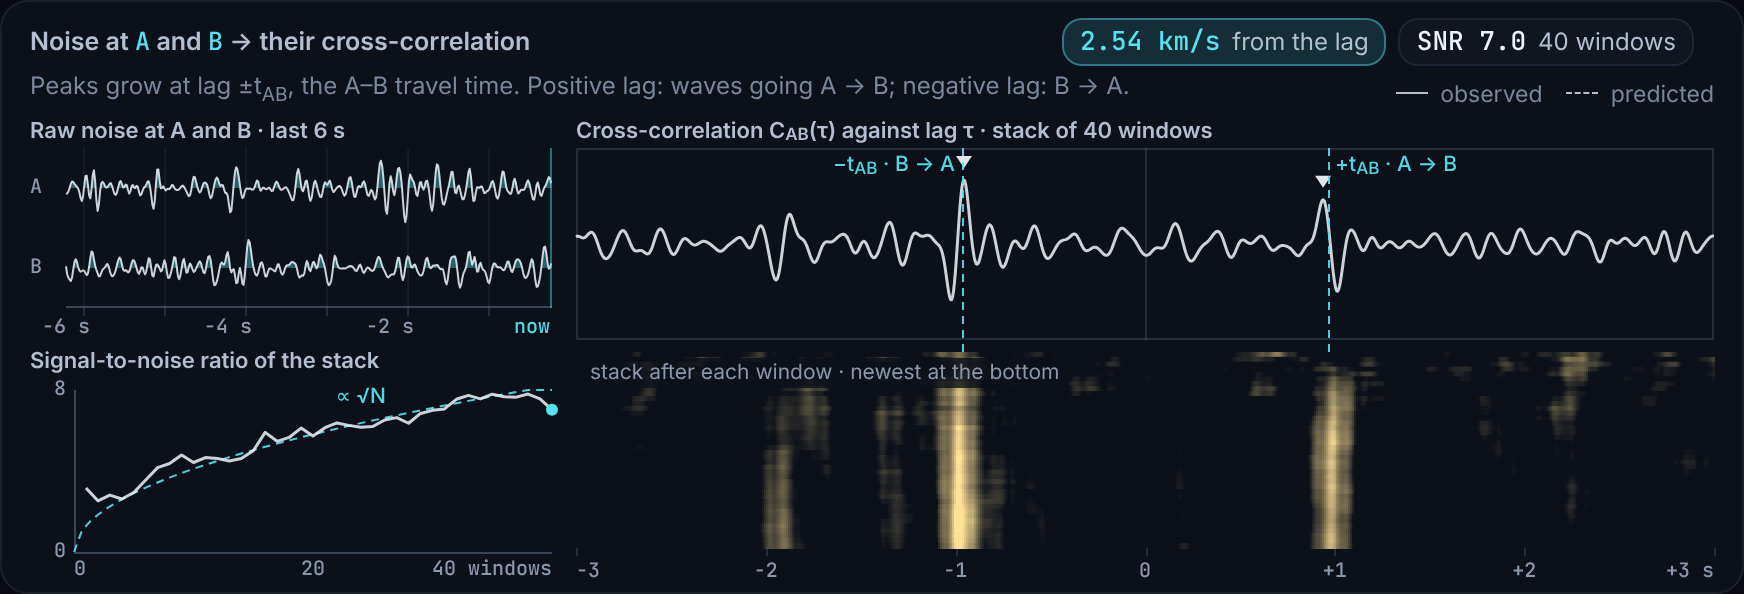 Noise at A and B → their cross-correlation
2.54 km/s from the lag
SNR 7.0 40 windows
Peaks grow at lag ±tAB, the A–B travel time. Positive lag: waves going A → B; negative lag: B → A.
observed
predicted
Raw noise at A and B · last 6 s
A
B
-6 s
-4 s
-2 s
now
Cross-correlation CAB(τ) against lag τ · stack of 40 windows
−tAB · B → A
+tAB · A → B
Signal-to-noise ratio of the stack
8
∝ √N
0
0
20
40 windows
stack after each window · newest at the bottom
-3
-2
-1
0
+1
+2
+3 s